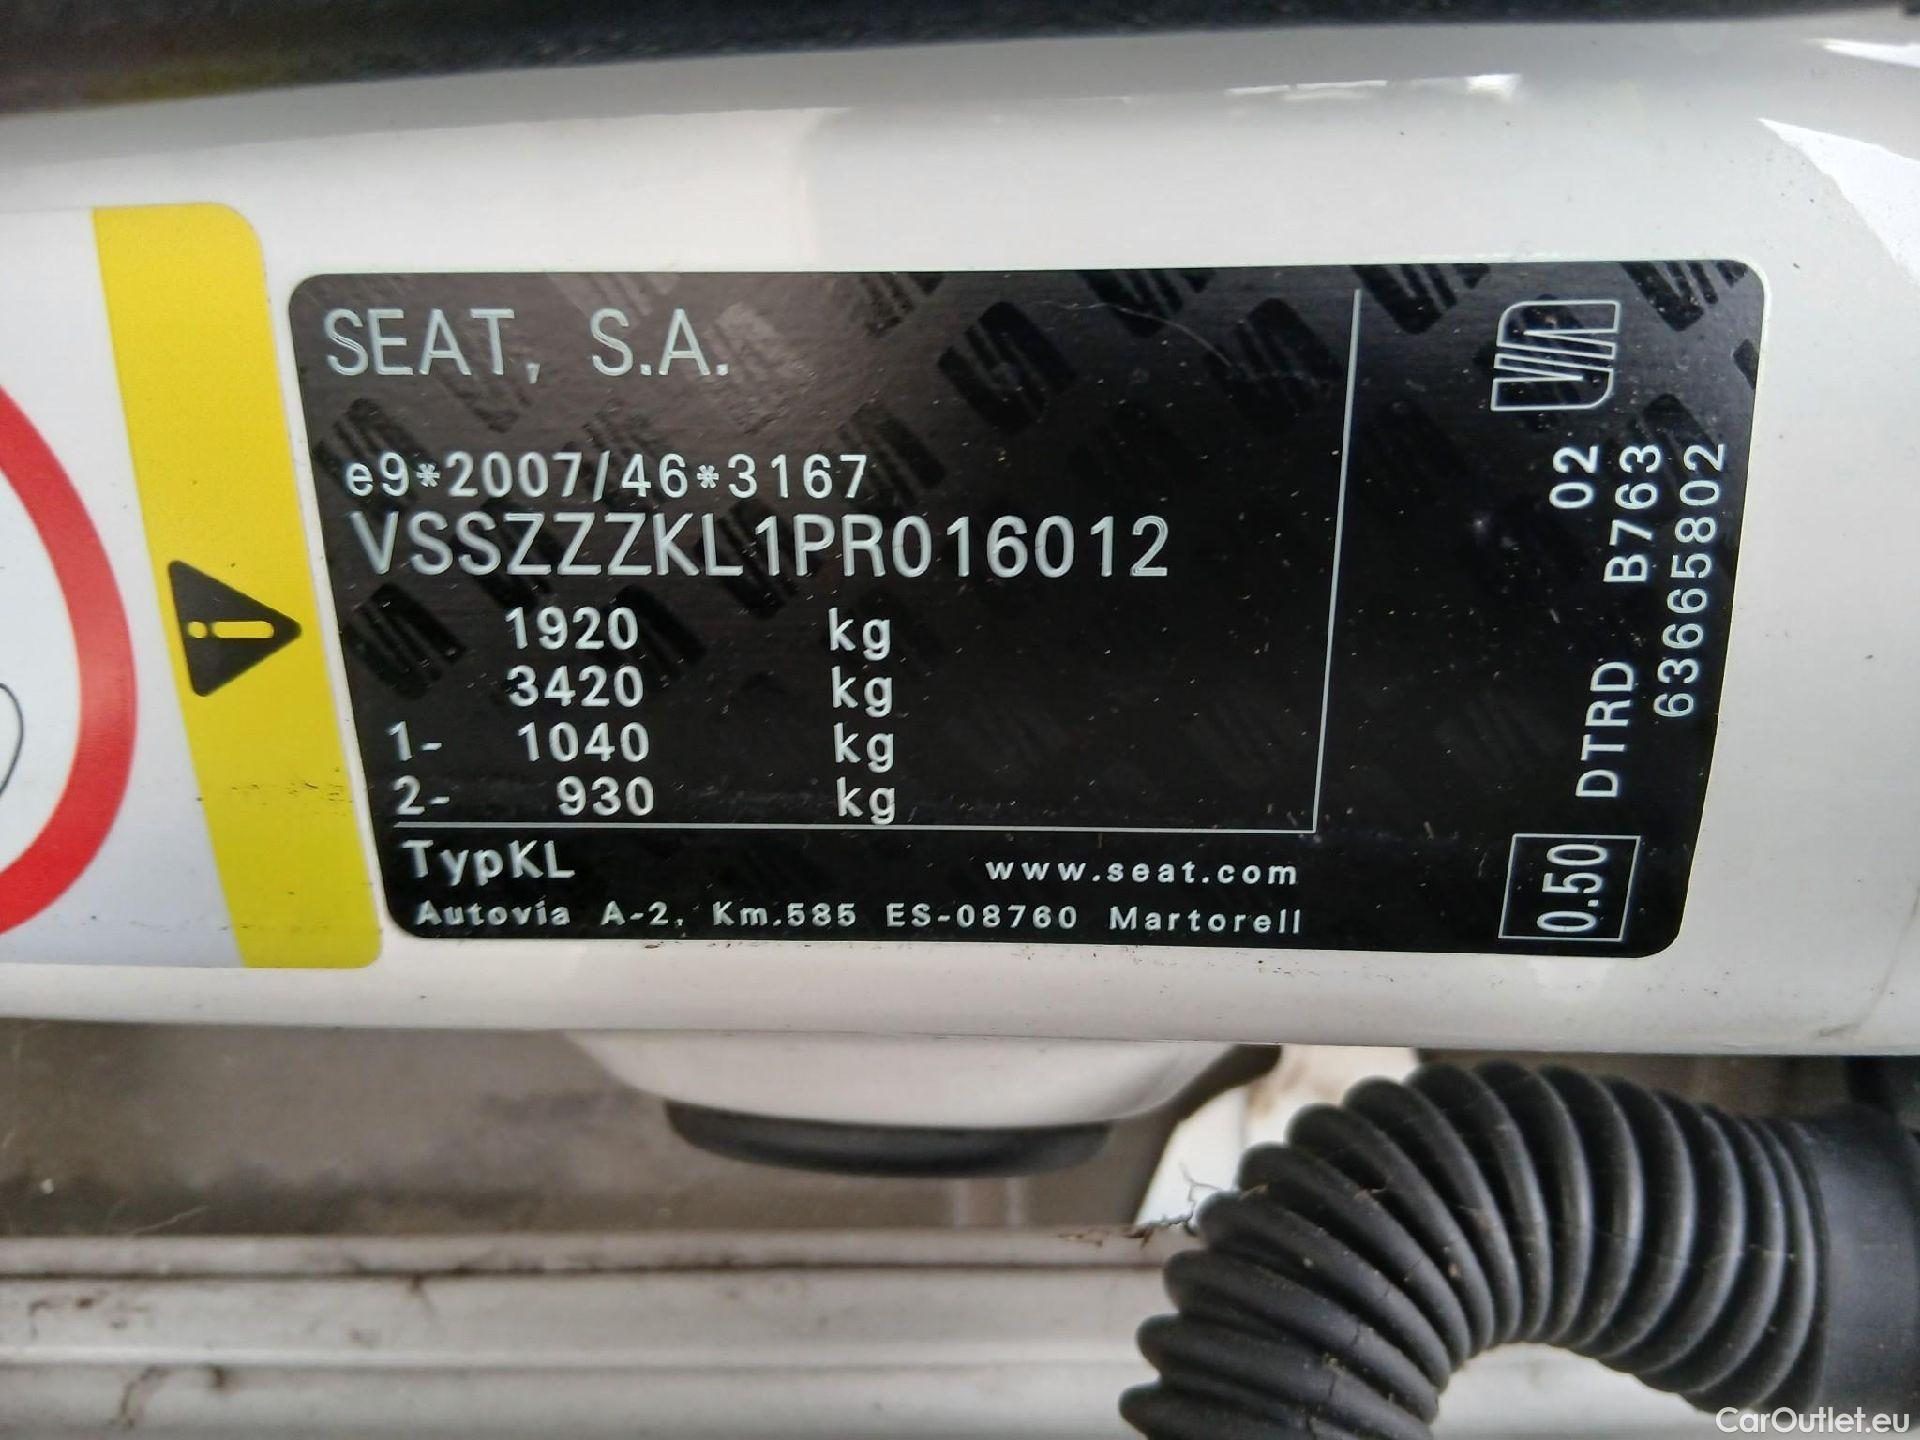 SEAT, S.A.
e9*2007/46*3167
VSSZZZKL1PR016012
1920 kg
3420 kg
1- 1040 kg
2- 930 kg
TypKL www.seat.com
Autovía A-2, Km.585 ES-08760 Martorell
02
DTRD B763
63665802
0.50
CarOutlet.eu